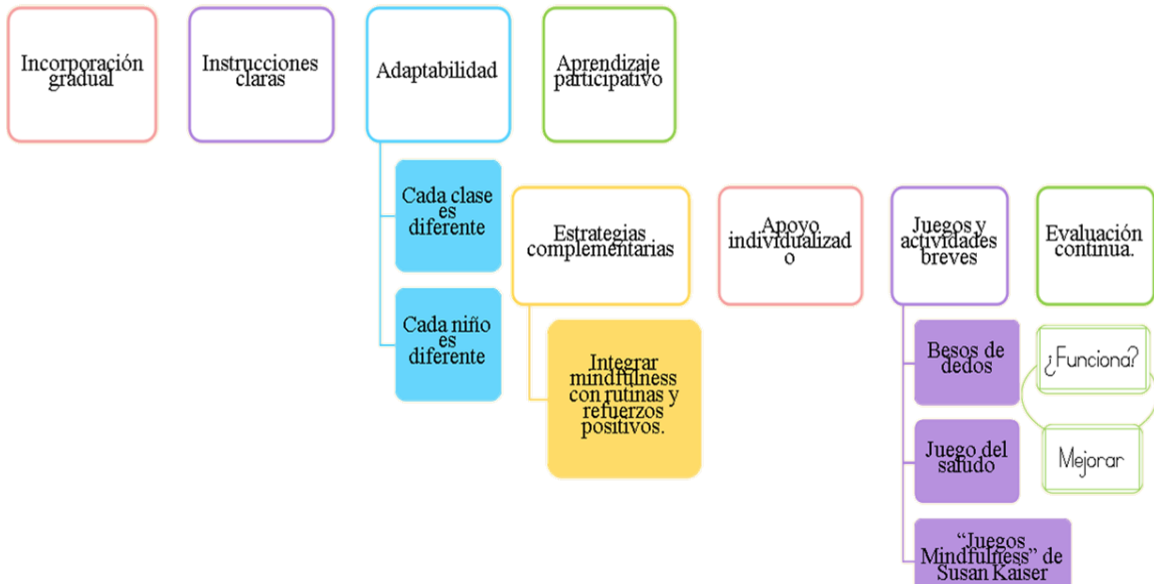 Incorporación
gradual
Instrucciones
claras
Adaptabilidad
Aprendizaje
participativo
Cada clase
es
diferente
Cada niño
es
diferente
Estrategias
complementarias
Integrar
mindfulness
con rutinas y
refuerzos
positivos.
Apoyo
individualizad
o
Juegos y
actividades
breves
Besos de
dedos
Juego del
saludo
“Juegos
Mindfulness” de
Susan Kaiser
Evaluación
continua.
¿Funciona?
Mejorar